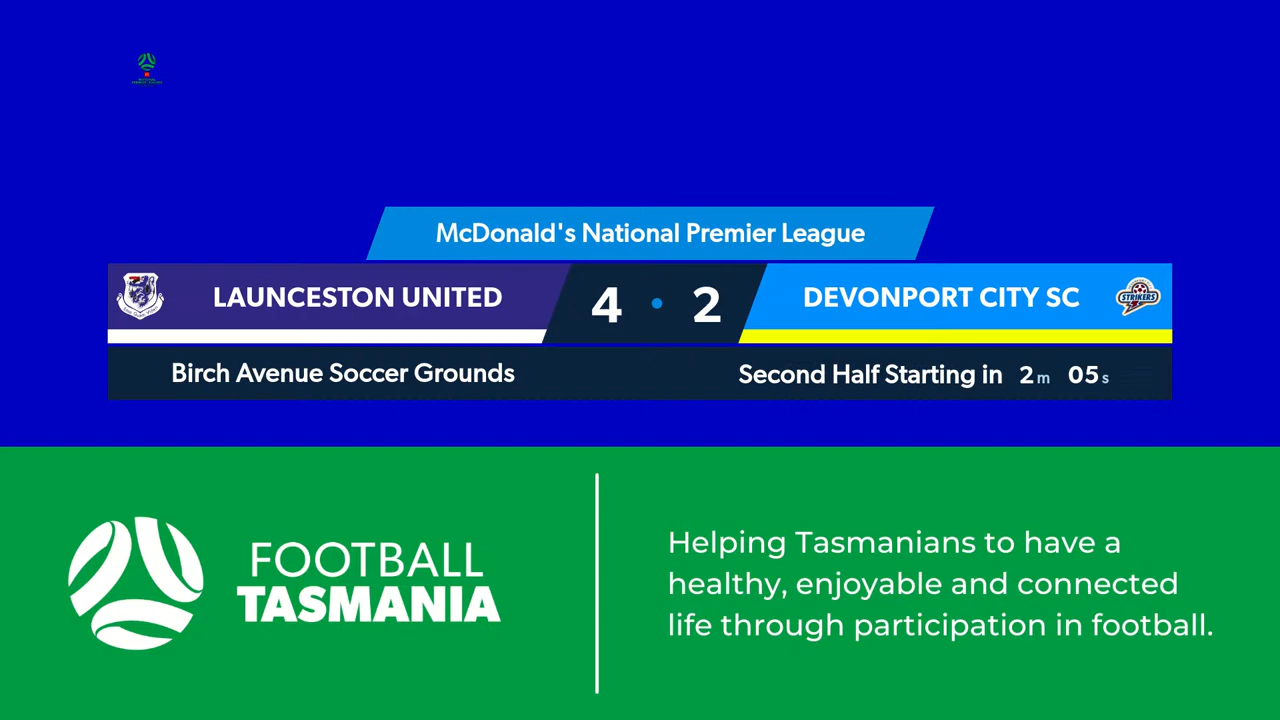 McDonald's National Premier League
LAUNCESTON UNITED 4 • 2 DEVONPORT CITY SC
STRIKERS
Birch Avenue Soccer Grounds Second Half Starting in 2m 05s
FOOTBALL
TASMANIA
Helping Tasmanians to have a
healthy, enjoyable and connected
life through participation in football.